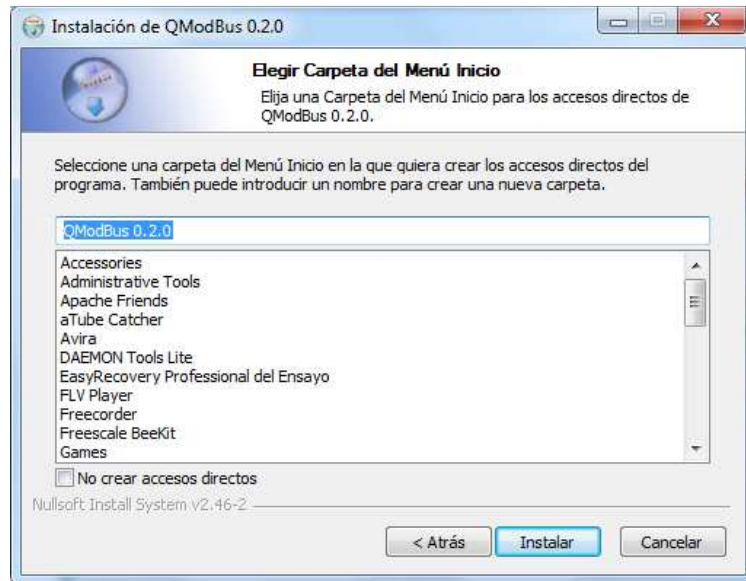 Instalación de QModBus 0.2.0
Elegir Carpeta del Menú Inicio
Elija una Carpeta del Menú Inicio para los accesos directos de
QModBus 0.2.0.
Seleccione una carpeta del Menú Inicio en la que quiera crear los accesos directos del
programa. También puede introducir un nombre para crear una nueva carpeta.
QModBus 0.2.0
Accessories
Administrative Tools
Apache Friends
aTube Catcher
Avira
DAEMON Tools Lite
EasyRecovery Professional del Ensayo
FLV Player
Freecorder
Freescale BeeKit
Games
No crear accesos directos
Nullsoft Install System v2.46-2
< Atrás
Instalar
Cancelar